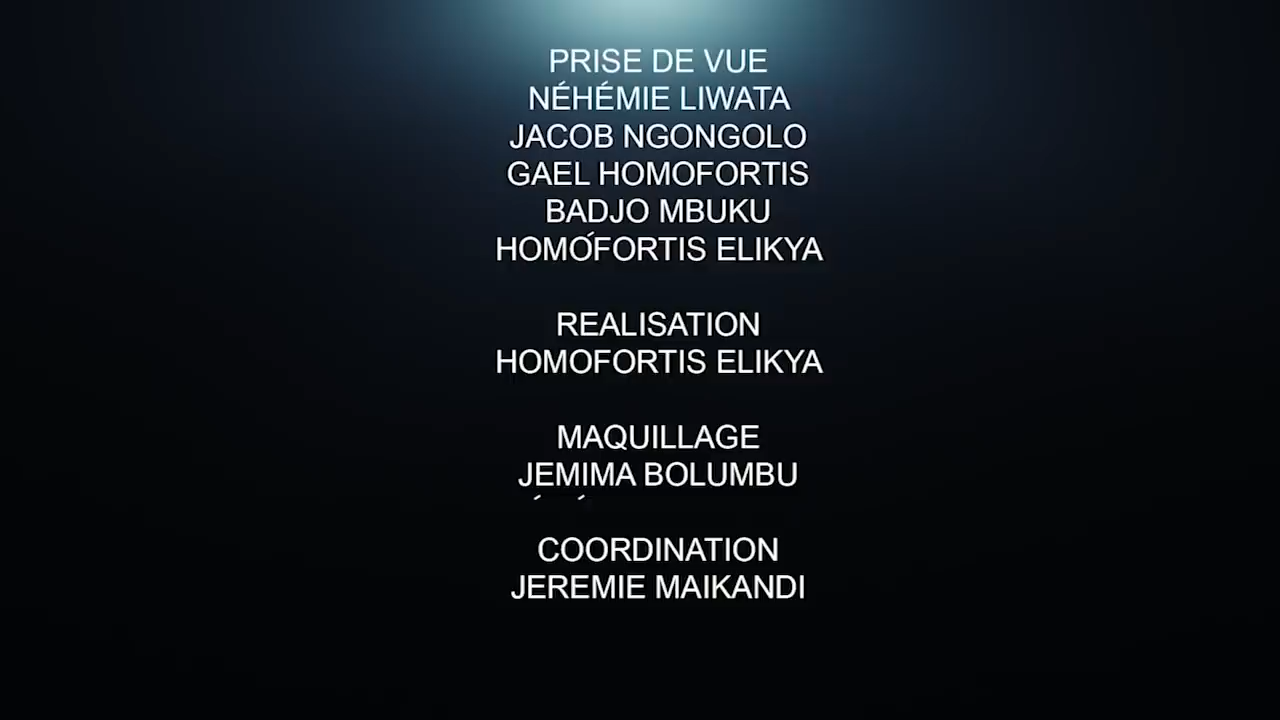 PRISE DE VUE
NÉHÉMIE LIWATA
JACOB NGONGOLO
GAEL HOMOFORTIS
BADJO MBUKU
HOMOFORTIS ELIKYA
REALISATION
HOMOFORTIS ELIKYA
MAQUILLAGE
JEMIMA BOLUMBU
COORDINATION
JEREMIE MAIKANDI